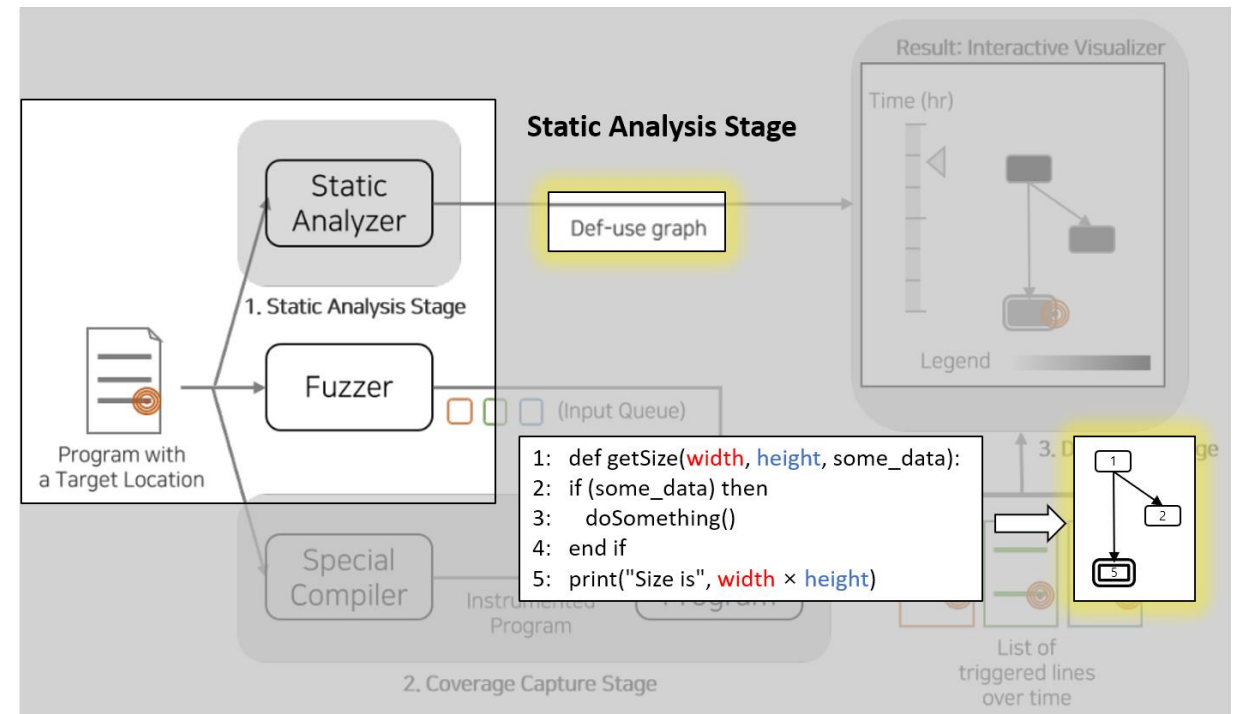 Result: Interactive Visualizer
Time (hr)
Static Analysis Stage
Static
Analyzer
Def-use graph
1. Static Analysis Stage
Legend
Fuzzer
(Input Queue)
Program with
a Target Location
3. D
ge
1: def getSize(width, height, some_data):
2: if (some_data) then
3: doSomething()
4: end if
5: print("Size is", width × height)
1
2
5
Special
Compiler
Instrumented
Program
Program
List of
triggered lines
over time
2. Coverage Capture Stage